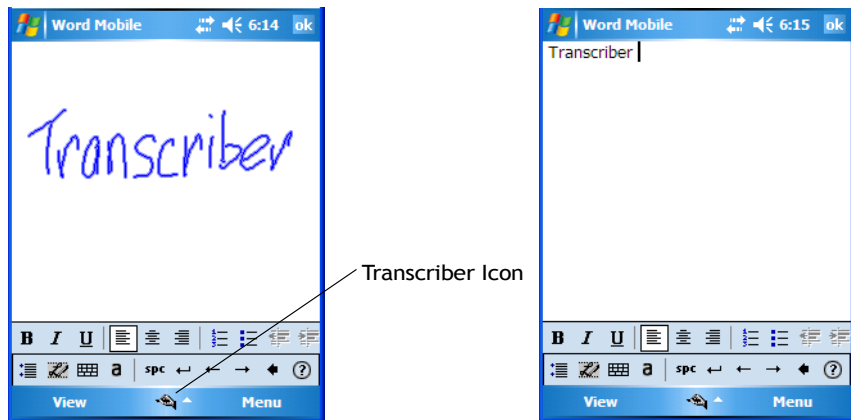 Word Mobile 6:14 ok
Transcriber
B I U
a spc
View Menu
Transcriber Icon
Word Mobile 6:15 ok
Transcriber
B I U
a spc
View Menu